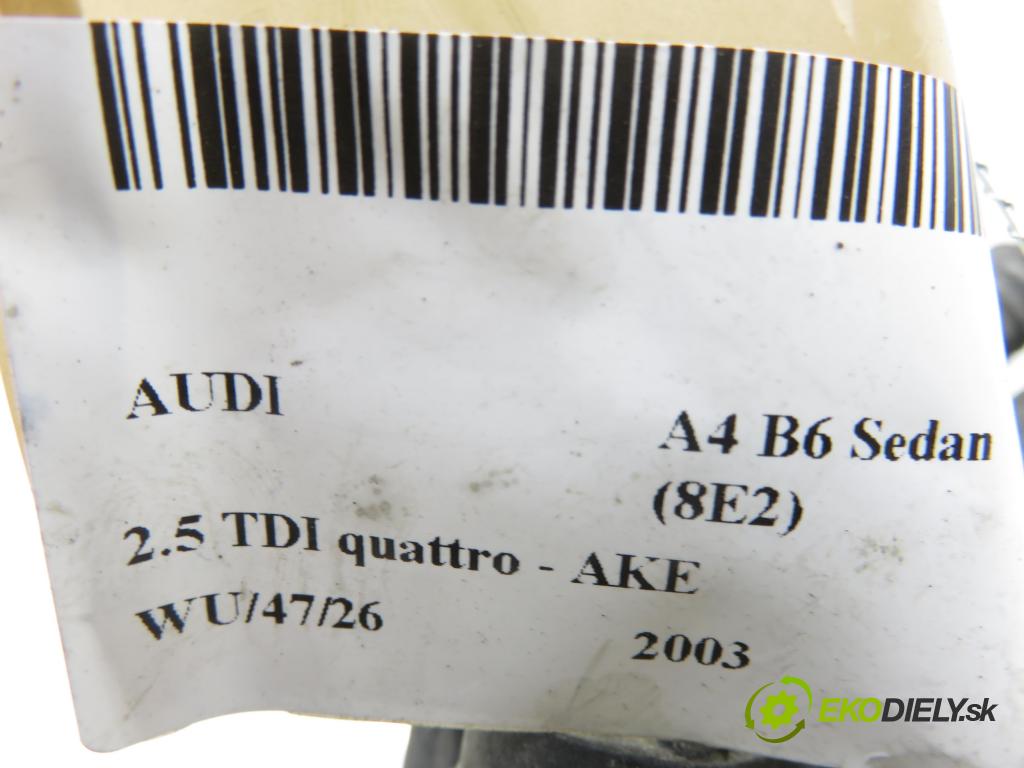 AUDI
A4 B6 Sedan
(8E2)
2.5 TDI quattro - AKE
WU/47/26
2003
EKODIELY.sk